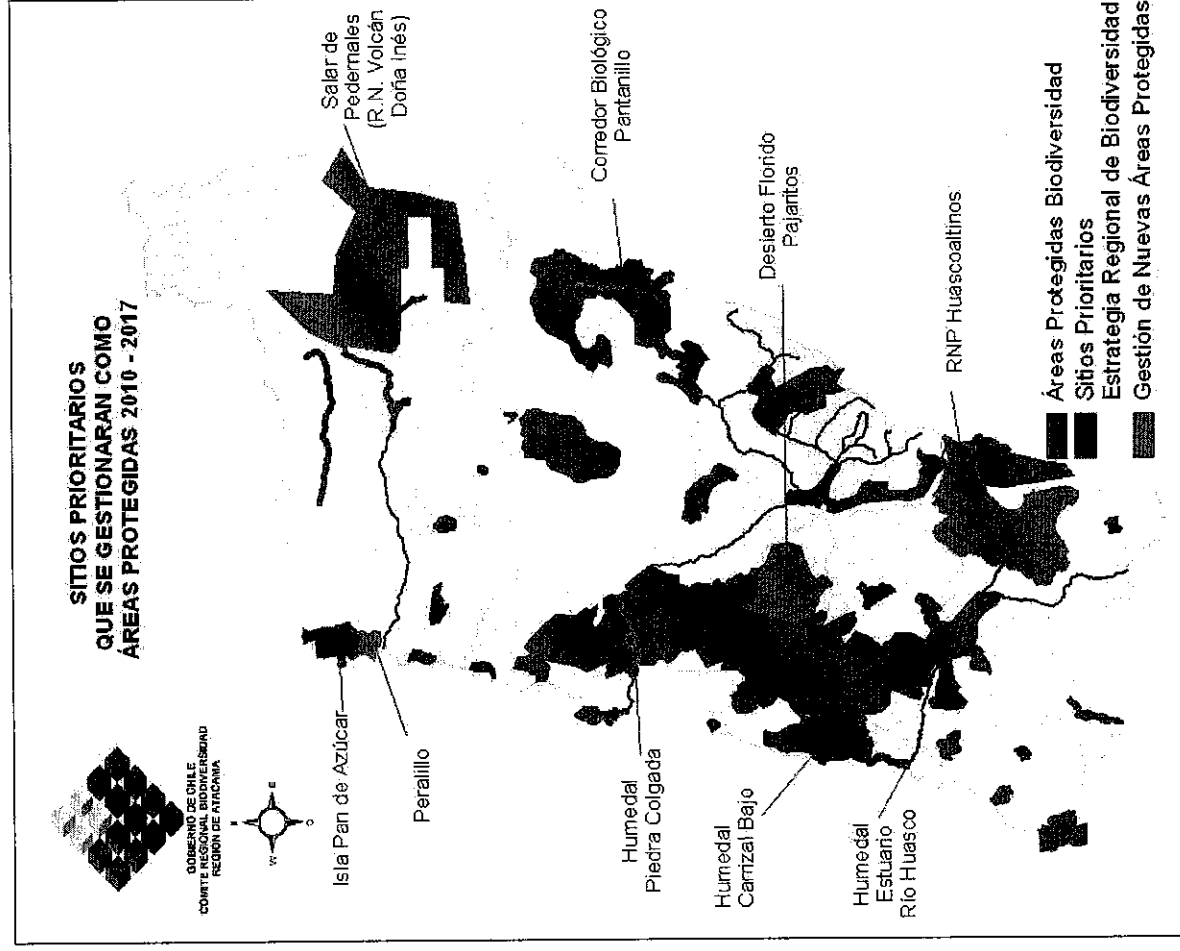 SITIOS PRIORITARIOS
QUE SE GESTIONARAN COMO
ÁREAS PROTEGIDAS 2010 - 2017
GOBIERNO DE CHILE
COMITE REGIONAL BIODIVERSIDAD
REGION DE ATACAMA
N
W
E
Isla Pan de Azúcar
Peralillo
Salar de
Pedernales
(R.N. Volcán
Doña Inés)
Corredor Biológico
Pantanillo
Humedal
Piedra Colgada
Desierto Florido
Pajaritos
Humedal
Carrizal Bajo
Humedal
Estuario
Río Huasco
RNP Huascoaltinos
Áreas Protegidas Biodiversidad
Sitios Prioritarios
Estrategia Regional de Biodiversidad
Gestión de Nuevas Áreas Protegidas